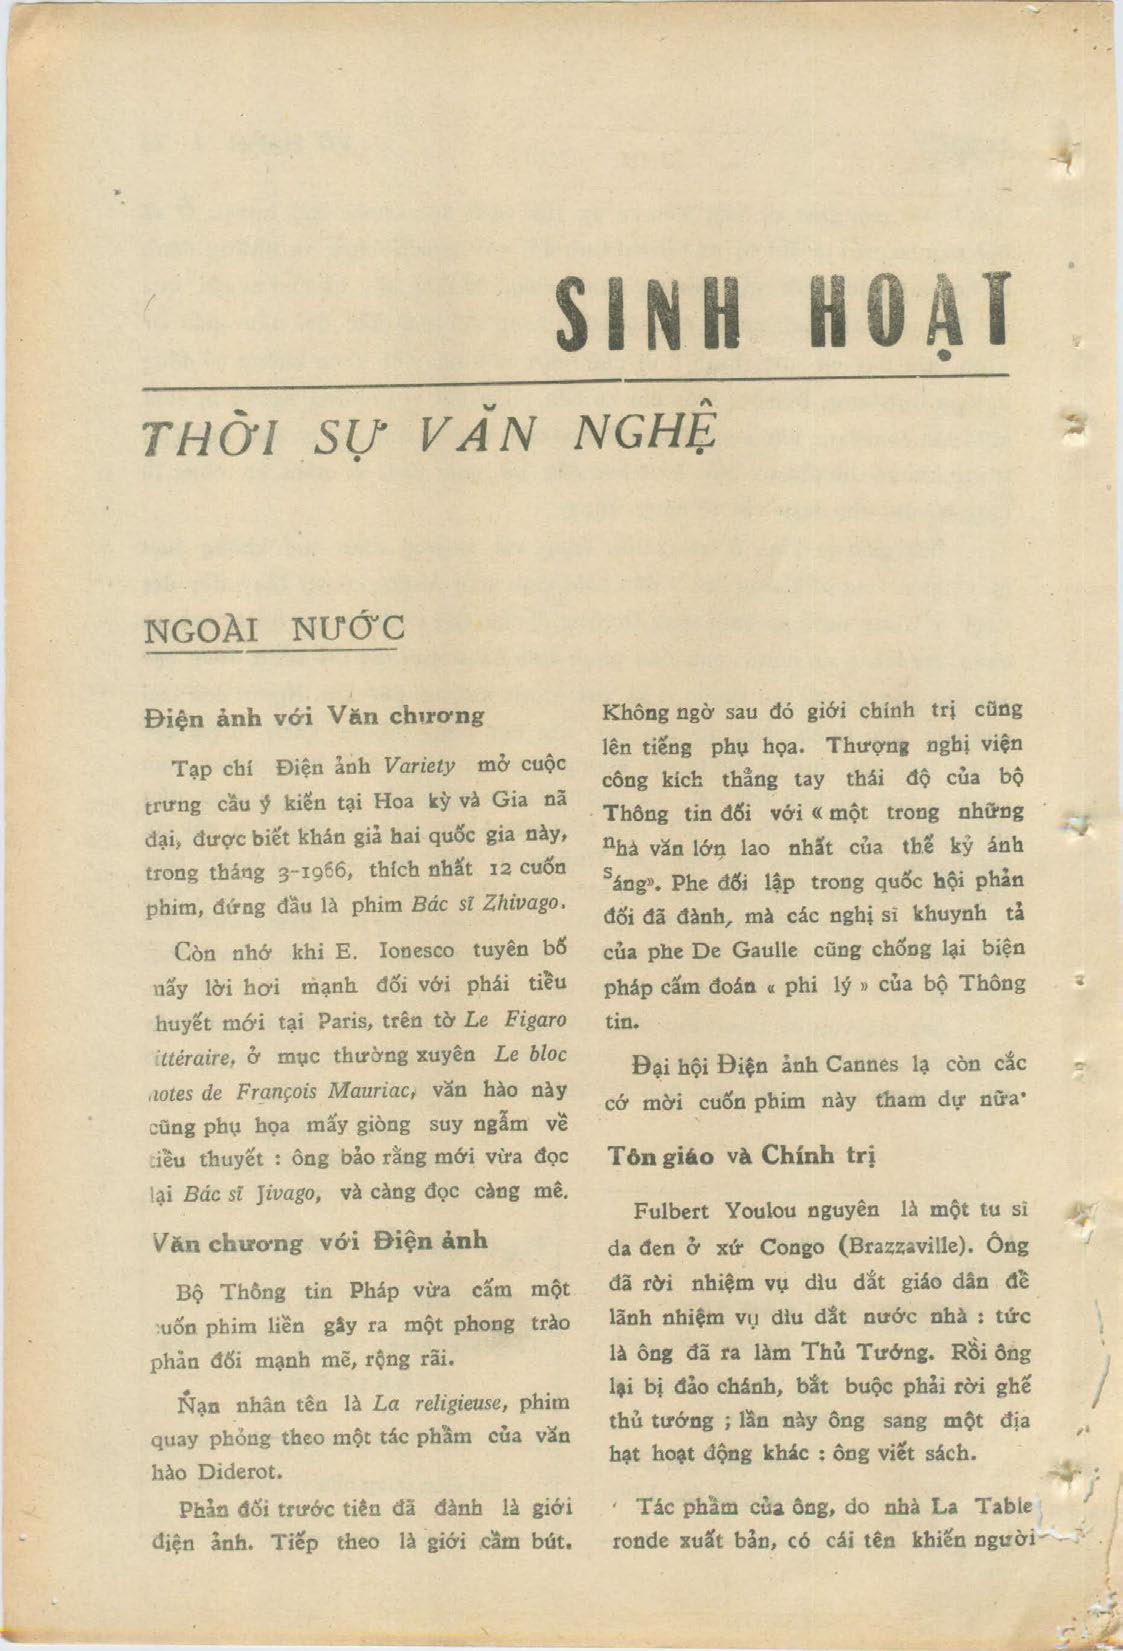 SINH HOẠT
THỜI SỰ VĂN NGHỆ
NGOÀI NƯỚC
Điện ảnh với Văn chương
Tạp chí Điện ảnh Variety mở cuộc
trưng cầu ý kiến tại Hoa kỳ và Gia nã
đại, được biết khán giả hai quốc gia này,
trong tháng 3-1966, thích nhất 12 cuốn
phim, đứng đầu là phim Bác sĩ Zhivago.
Còn nhớ khi E. Ionesco tuyên bố
mấy lời hơi mạnh đối với phái tiểu
thuyết mới tại Paris, trên tờ Le Figaro
littéraire, ở mục thường xuyên Le bloc
notes de François Mauriac, văn hào này
cũng phụ họa mấy giòng suy ngẫm về
tiểu thuyết : ông bảo rằng mới vừa đọc
lại Bác sĩ Jivago, và càng đọc càng mê.
Văn chương với Điện ảnh
Bộ Thông tin Pháp vừa cấm một
cuốn phim liền gây ra một phong trào
phản đối mạnh mẽ, rộng rãi.
Nạn nhân tên là La religieuse, phim
quay phỏng theo một tác phẩm của văn
hào Diderot.
Phản đối trước tiên đã đành là giới
điện ảnh. Tiếp theo là giới cầm bút.
Không ngờ sau đó giới chính trị cũng
lên tiếng phụ họa. Thượng nghị viện
công kích thẳng tay thái độ của bộ
Thông tin đối với « một trong những
nhà văn lớn lao nhất của thế kỷ ánh
sáng». Phe đối lập trong quốc hội phản
đối đã đành, mà các nghị sĩ khuynh tả
của phe De Gaulle cũng chống lại biện
pháp cấm đoán « phi lý » của bộ Thông
tin.
Đại hội Điện ảnh Cannes lạ còn cắc
cớ mời cuốn phim này tham dự nữa.
Tôn giáo và Chính trị
Fulbert Youlou nguyên là một tu sĩ
da đen ở xứ Congo (Brazzaville). Ông
đã rời nhiệm vụ dìu dắt giáo dân để
lãnh nhiệm vụ dìu dắt nước nhà : tức
là ông đã ra làm Thủ Tướng. Rồi ông
lại bị đảo chánh, bắt buộc phải rời ghế
thủ tướng ; lần này ông sang một địa
hạt hoạt động khác : ông viết sách.
Tác phẩm của ông, do nhà La Table
ronde xuất bản, có cái tên khiến người